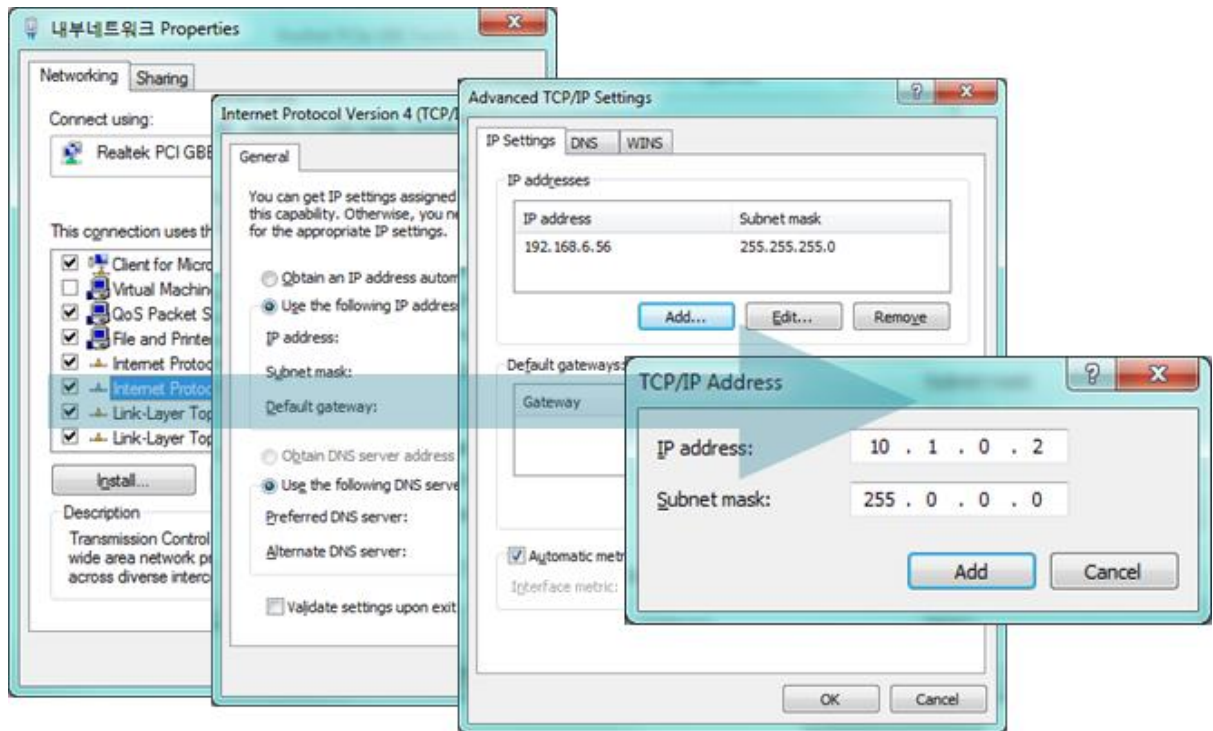 내부네트워크 Properties
Networking
Sharing
Connect using:
Realtek PCI GBE
This connection uses th
Client for Micro
Virtual Machin
QoS Packet S
File and Printe
Internet Protoc
Internet Protoc
Link-Layer Top
Link-Layer Top
Install...
Description
Transmission Control
wide area network pr
across diverse interco
Internet Protocol Version 4 (TCP/I
General
You can get IP settings assigned
this capability. Otherwise, you ne
for the appropriate IP settings.
Obtain an IP address autom
Use the following IP address
IP address:
Subnet mask:
Default gateway:
Obtain DNS server address
Use the following DNS serve
Preferred DNS server:
Alternate DNS server:
Validate settings upon exit
Advanced TCP/IP Settings
IP Settings
DNS
WINS
IP addresses
IP address Subnet mask
192.168.6.56 255.255.255.0
Add... Edit... Remove
Default gateways:
Gateway
Automatic metr
Interface metric:
OK Cancel
TCP/IP Address
IP address: 10 . 1 . 0 . 2
Subnet mask: 255 . 0 . 0 . 0
Add Cancel